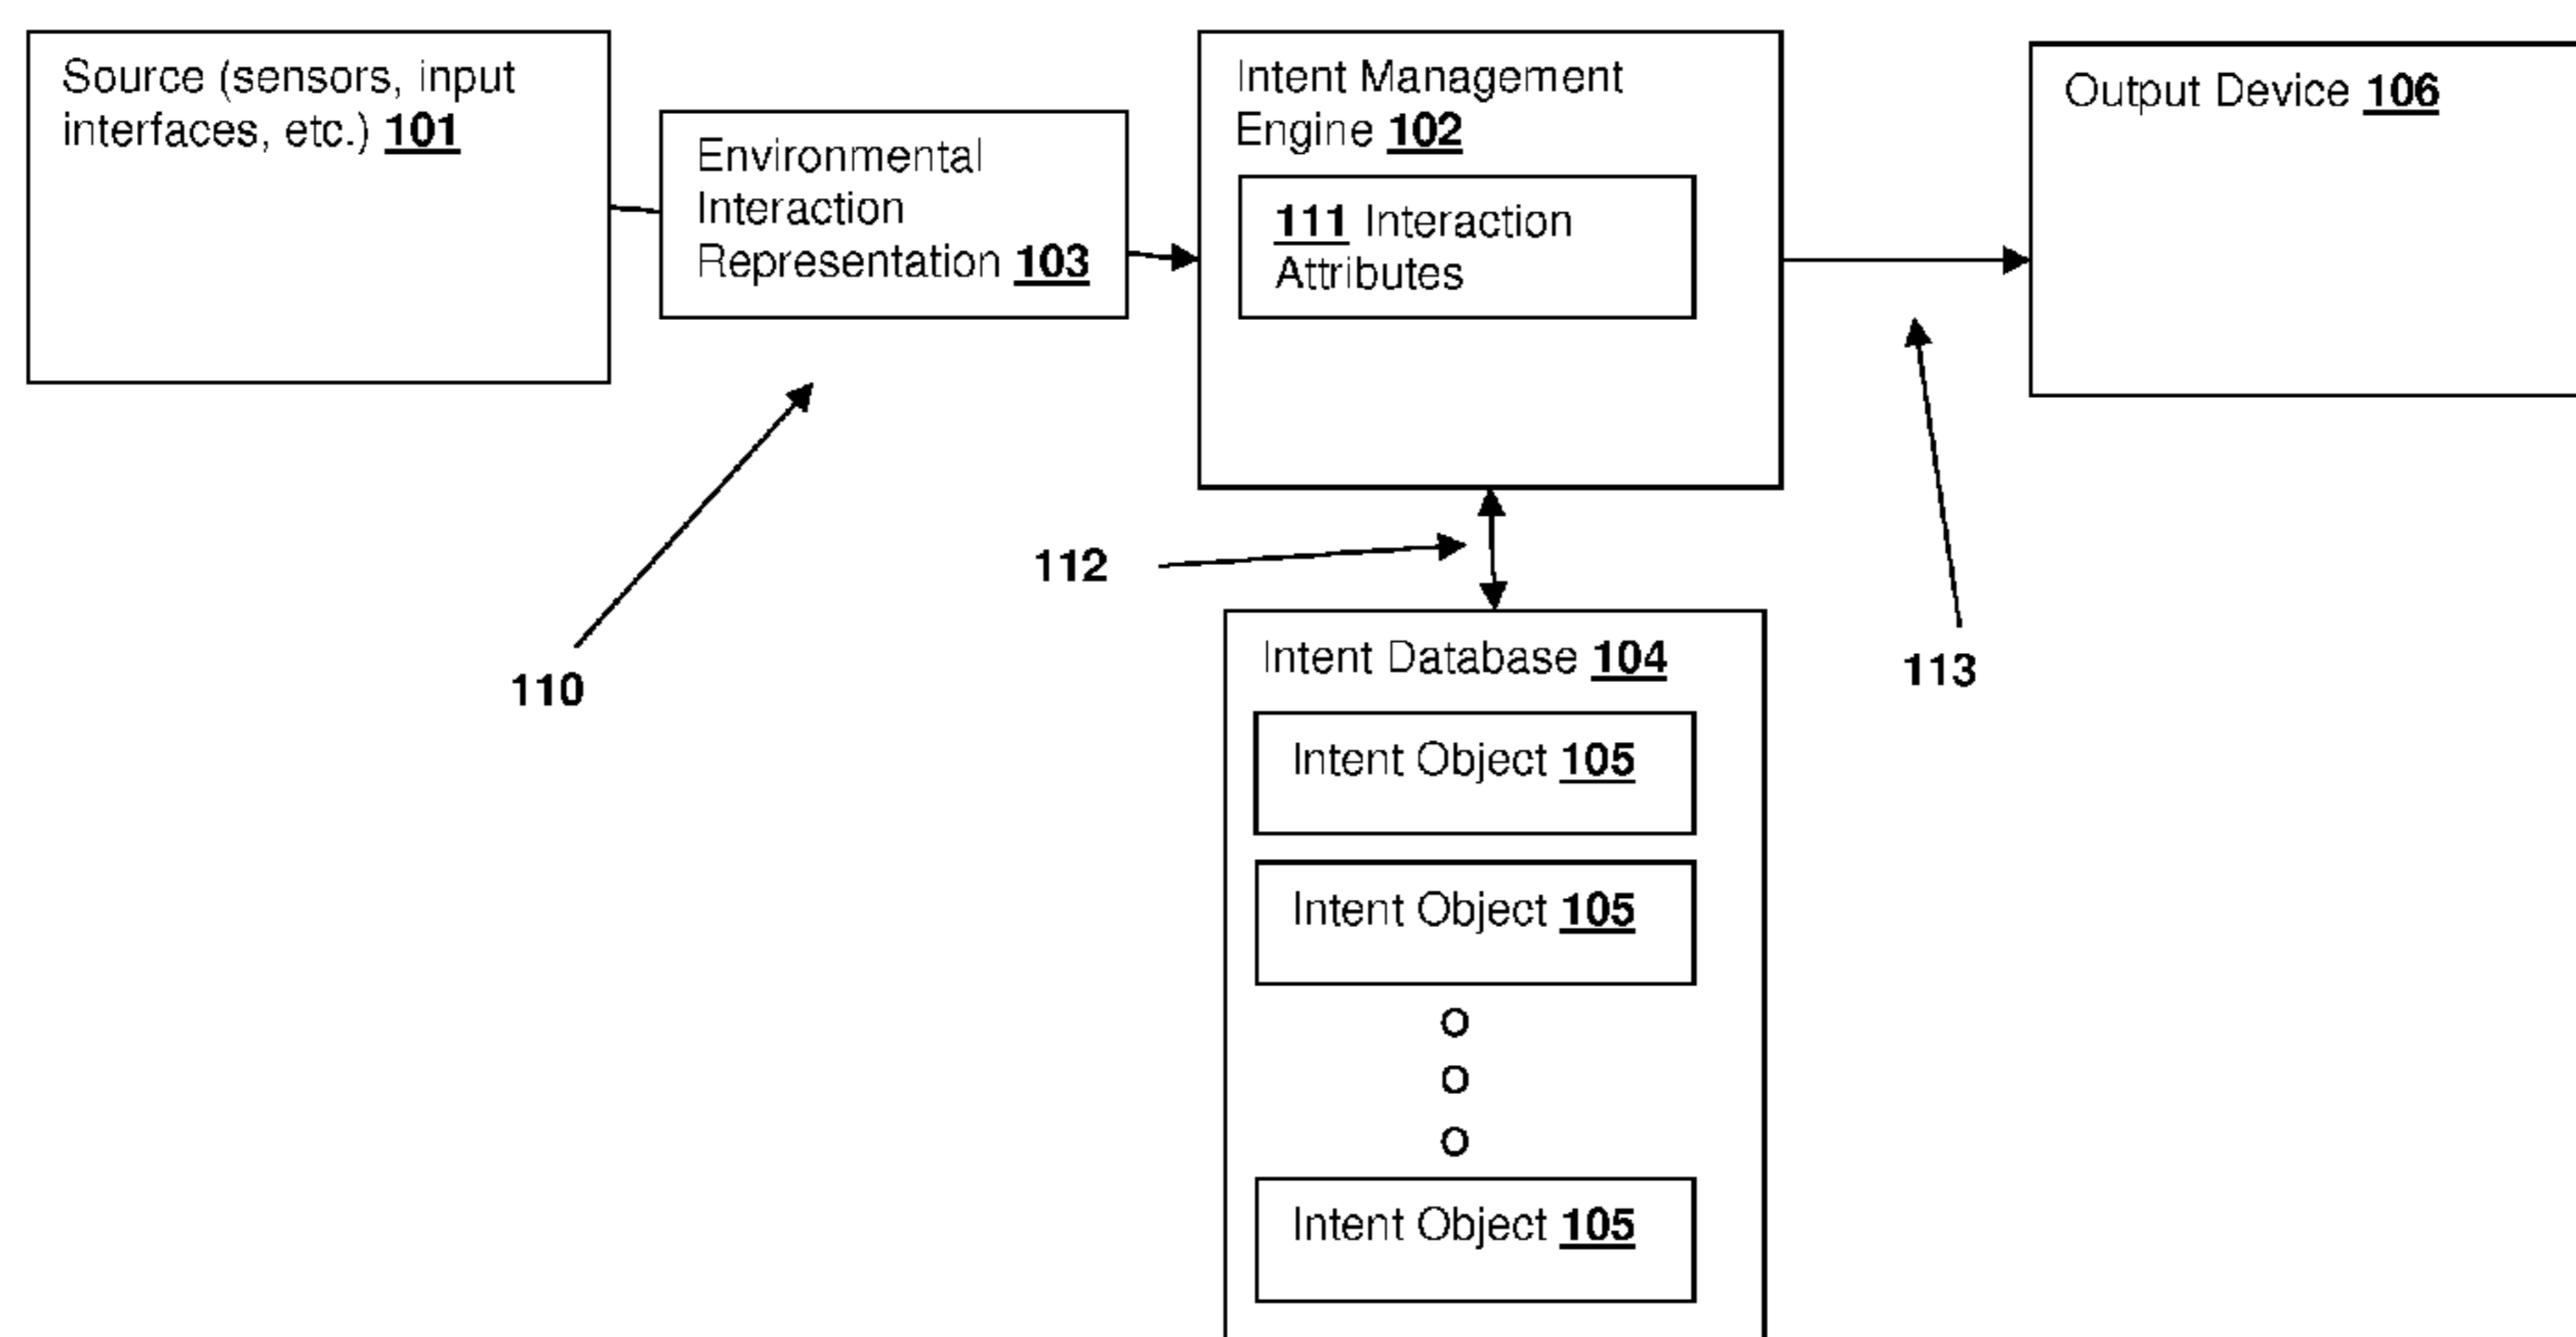 Source (sensors, input
interfaces, etc.) 101
Environmental
Interaction
Representation 103
Intent Management
Engine 102
111 Interaction
Attributes
Output Device 106
110
112
113
Intent Database 104
Intent Object 105
Intent Object 105
o
o
o
Intent Object 105